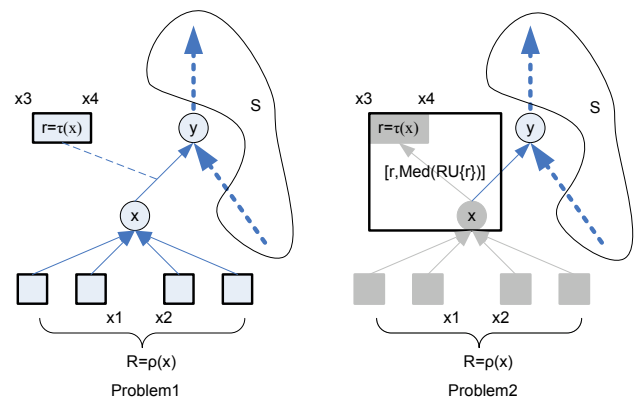 S
x3 x4
r=τ(x)
y
x
x1 x2
R=ρ(x)
Problem1
S
x3 x4
r=τ(x)
y
[r,Med(RU{r})]
x
x1 x2
R=ρ(x)
Problem2